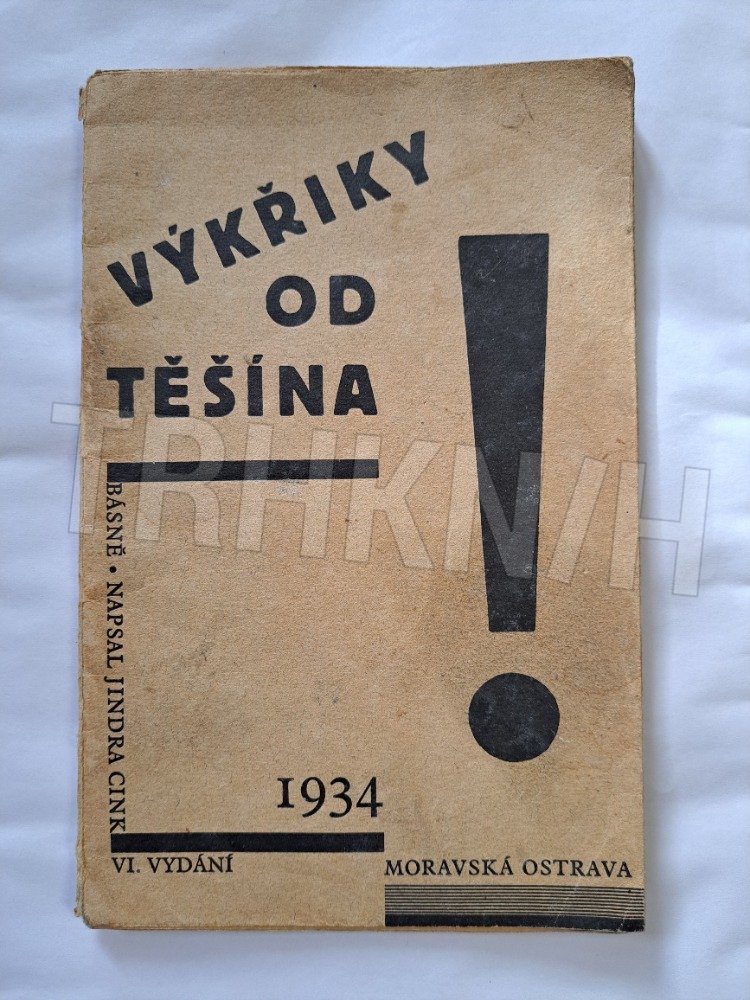 VÝKŘIKY
OD
TĚŠÍNA
!
BÁSNĚ • NAPSAL JINDRA CINK
1934
VI. VYDÁNÍ
MORAVSKÁ OSTRAVA
TRHKNIH